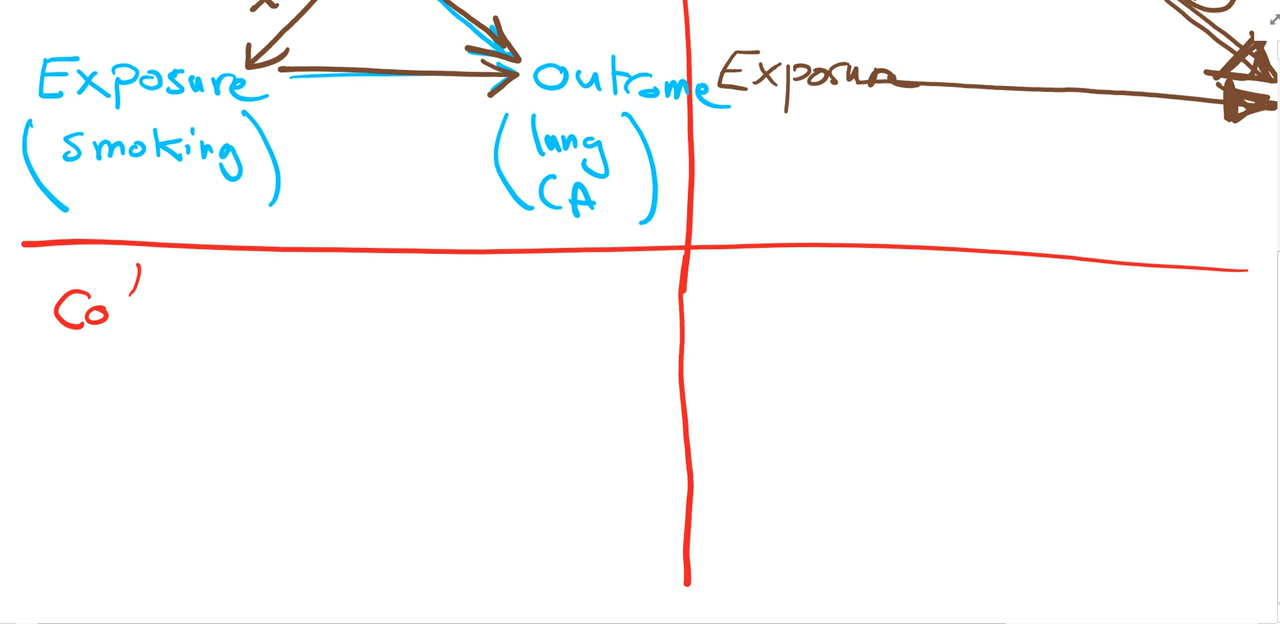 x
Exposure
Outcome
Exposure
(smoking)
(lung
CA)
Co'